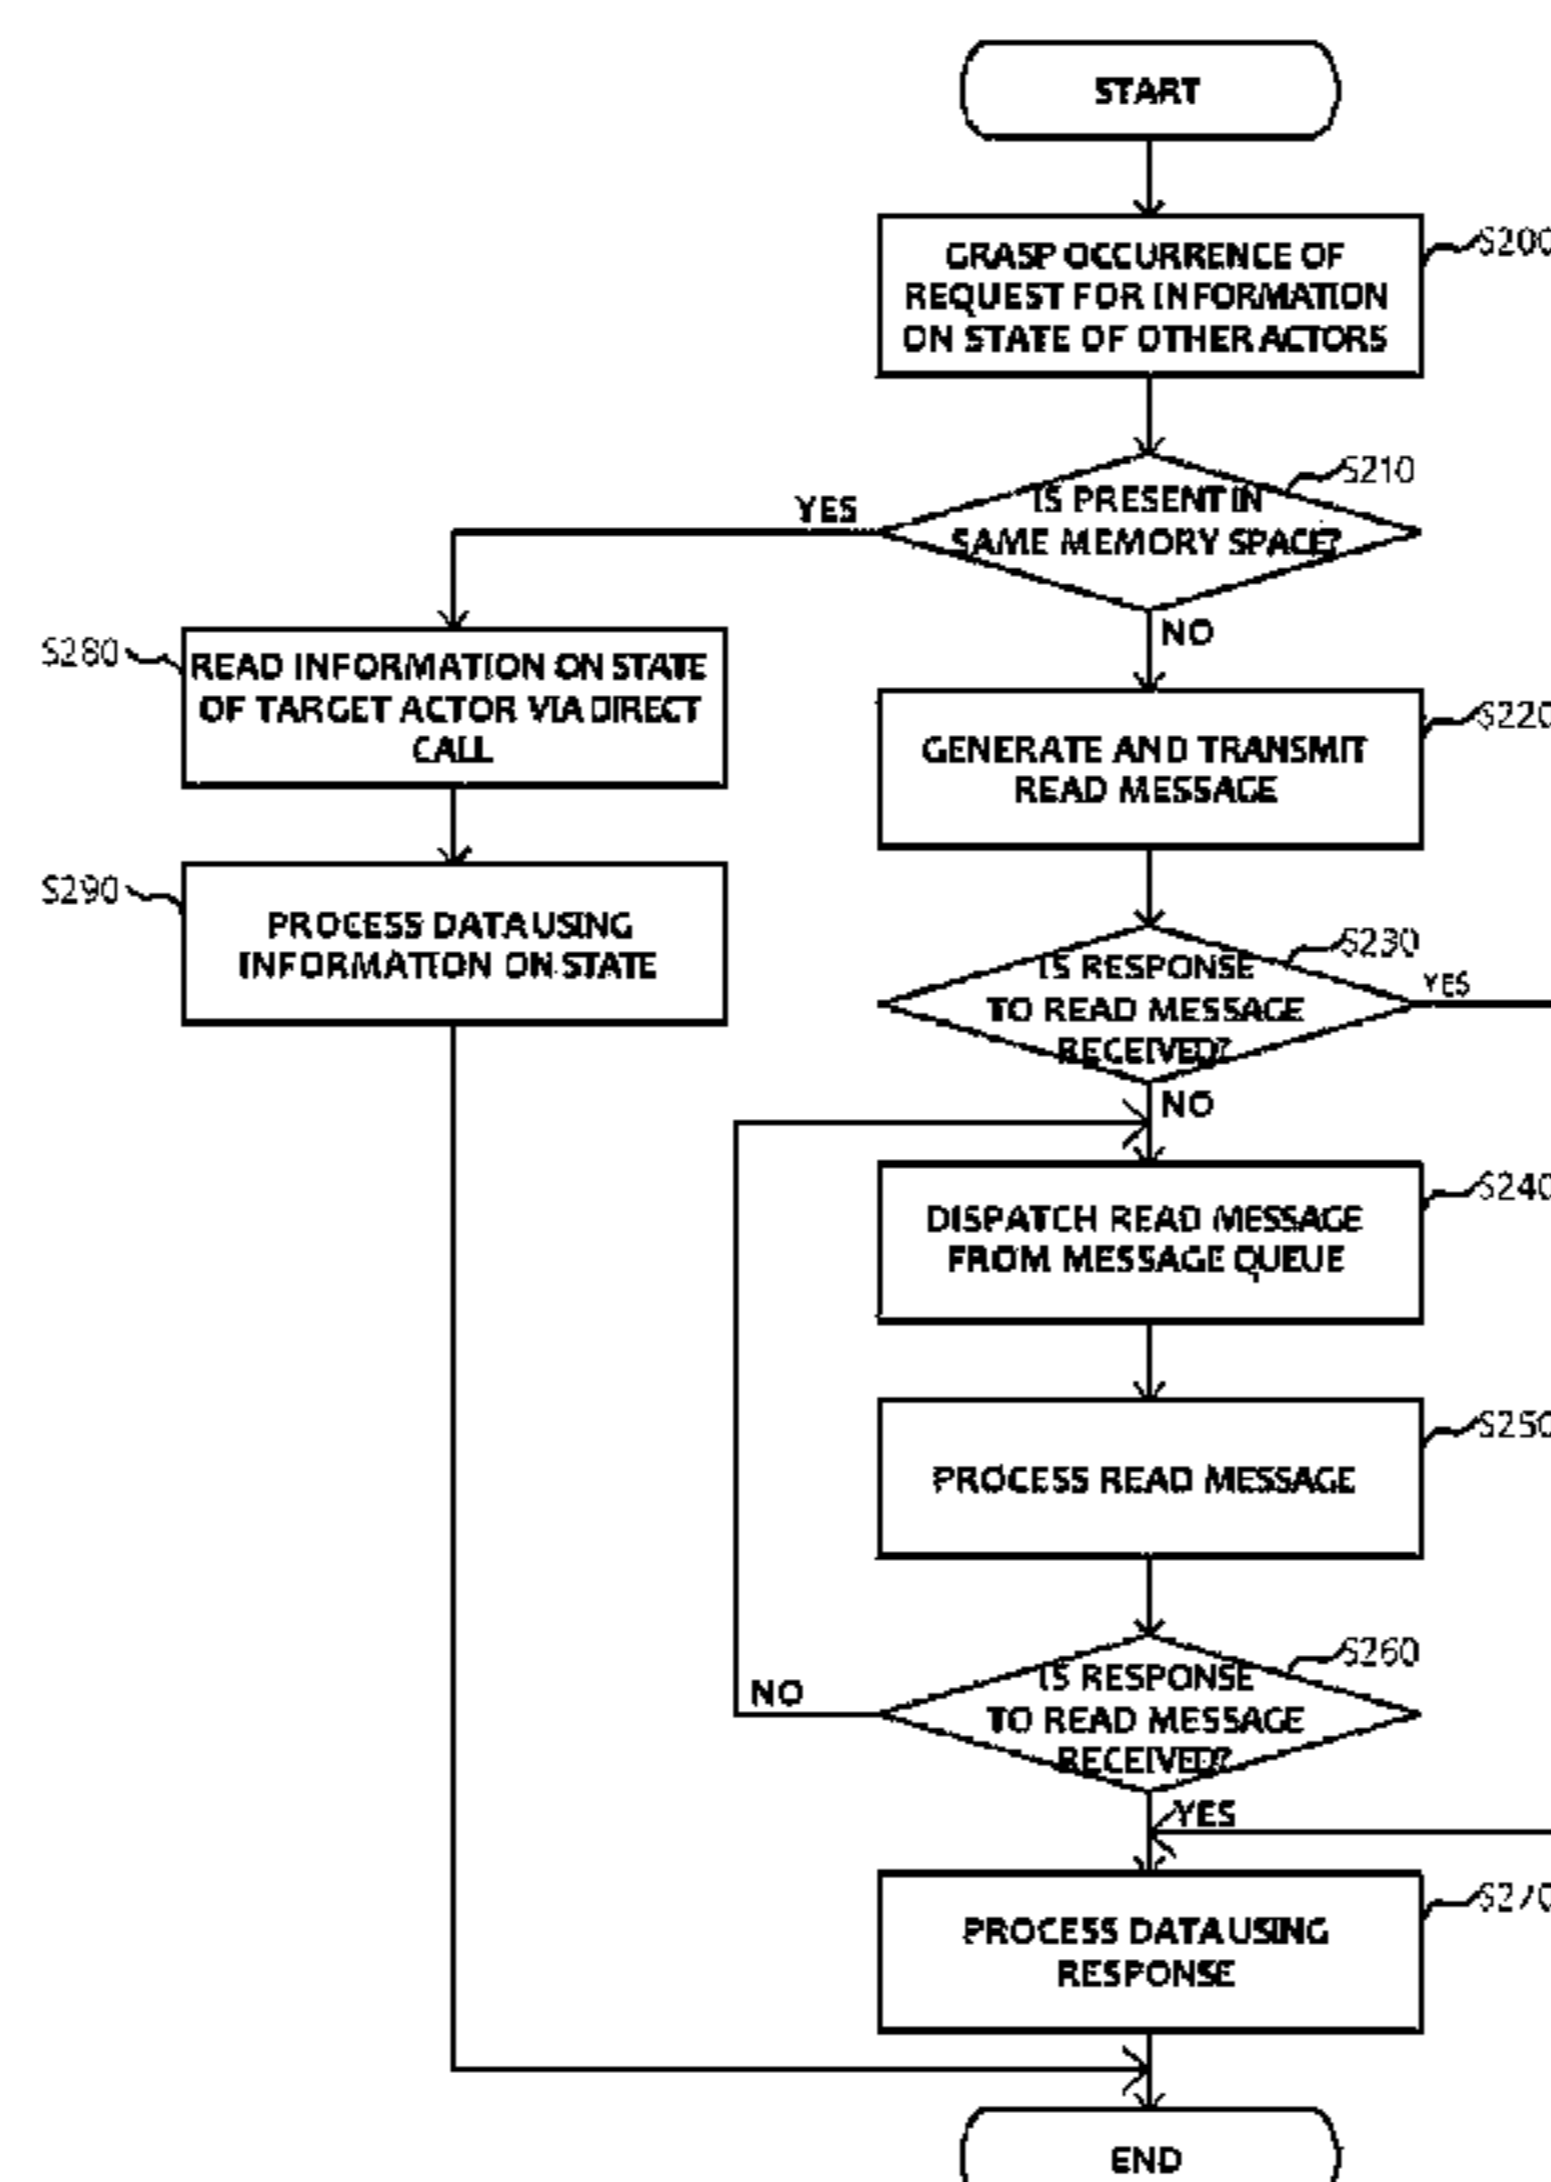 START
GRASP OCCURRENCE OF
REQUEST FOR INFORMATION
ON STATE OF OTHER ACTORS
S200
S210
IS PRESENT IN
SAME MEMORY SPACE?
YES
NO
S280
READ INFORMATION ON STATE
OF TARGET ACTOR VIA DIRECT
CALL
S220
GENERATE AND TRANSMIT
READ MESSAGE
S290
PROCESS DATA USING
INFORMATION ON STATE
S230
IS RESPONSE
TO READ MESSAGE
RECEIVED?
YES
NO
S240
DISPATCH READ MESSAGE
FROM MESSAGE QUEUE
S250
PROCESS READ MESSAGE
S260
IS RESPONSE
TO READ MESSAGE
RECEIVED?
NO
YES
S270
PROCESS DATA USING
RESPONSE
END